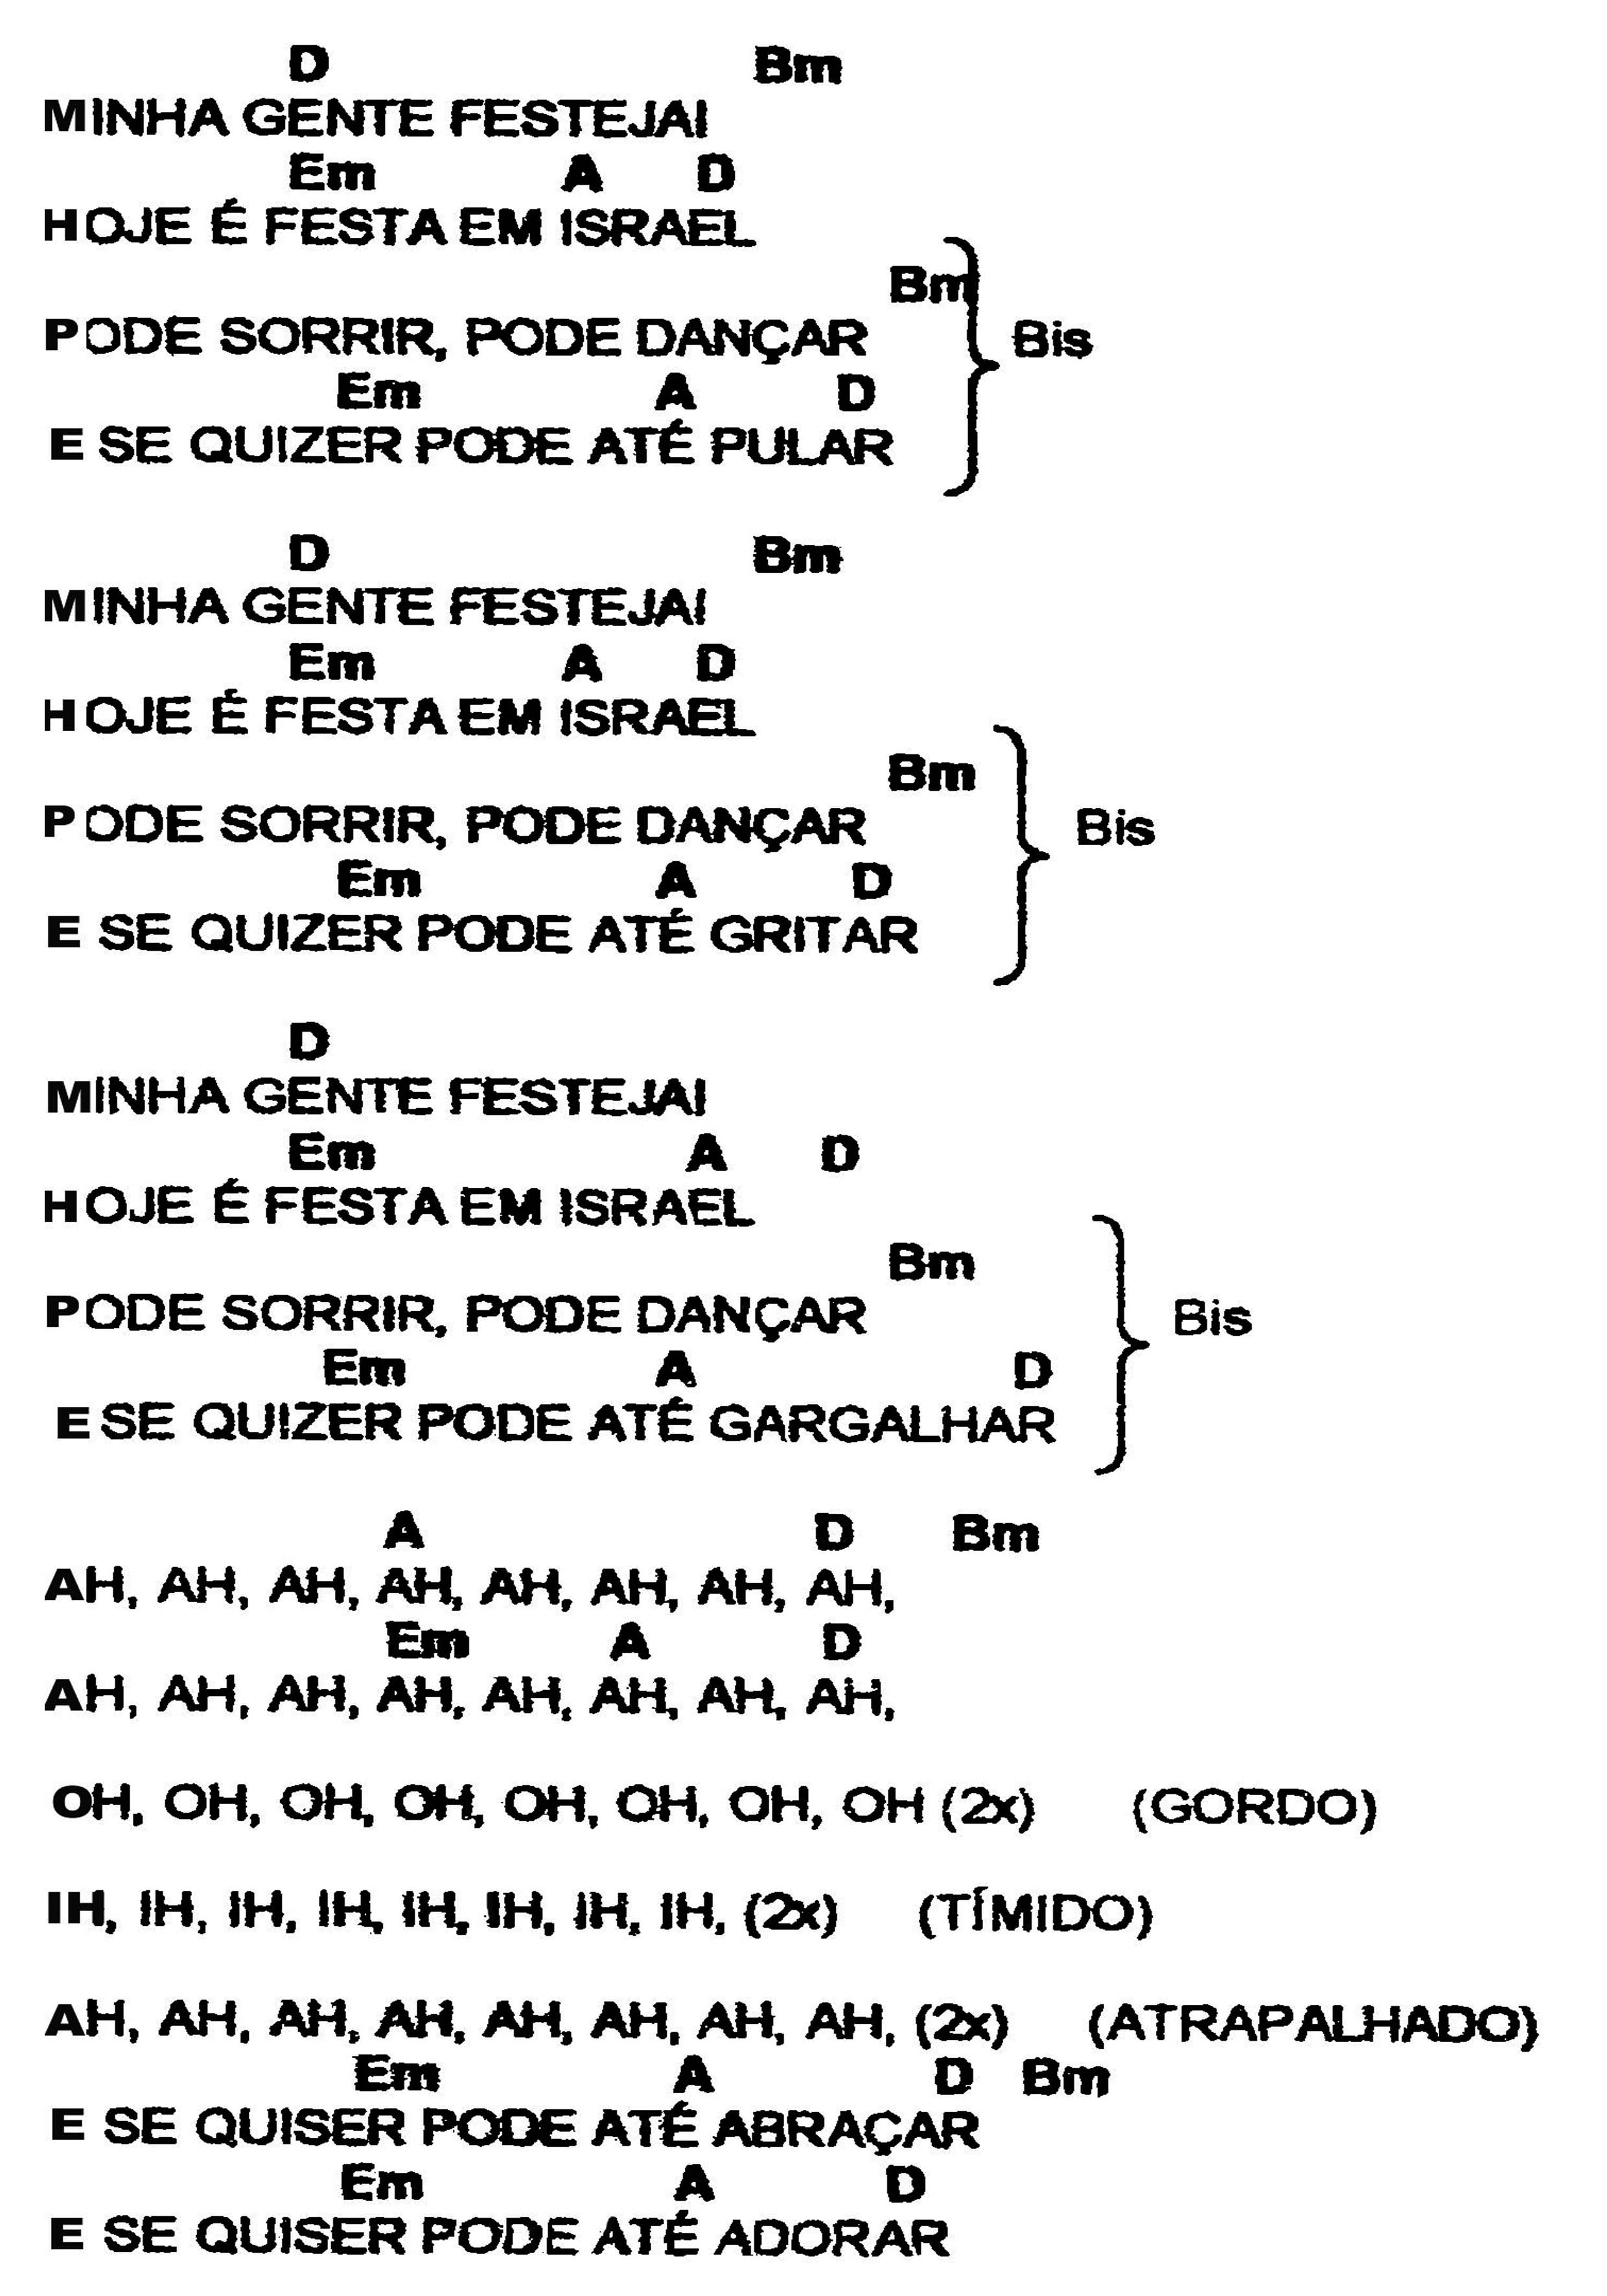 D Bm
MINHA GENTE FESTEJAI
Em A D
HOJE É FESTA EM ISRAEL
Bm
PODE SORRIR, PODE DANÇAR Bis
Em A D
E SE QUIZER PODE ATÉ PULAR
D Bm
MINHA GENTE FESTEJAI
Em A D
HOJE É FESTA EM ISRAEL
Bm
PODE SORRIR, PODE DANÇAR Bis
Em A D
E SE QUIZER PODE ATÉ GRITAR
D
MINHA GENTE FESTEJAI
Em A D
HOJE É FESTA EM ISRAEL
Bm
PODE SORRIR, PODE DANÇAR Bis
Em A D
E SE QUIZER PODE ATÉ GARGALHAR
A D Bm
AH, AH, AH, AH, AH, AH, AH, AH,
Em A D
AH, AH, AH, AH, AH, AH, AH, AH,
OH, OH, OH, OH, OH, OH, OH, OH (2x) (GORDO)
IH, IH, IH, IH, IH, IH, IH, IH, (2x) (TÍMIDO)
AH, AH, AH, AH, AH, AH, AH, AH, (2x) (ATRAPALHADO)
Em A D Bm
E SE QUISER PODE ATÉ ABRAÇAR
Em A D
E SE QUISER PODE ATÉ ADORAR